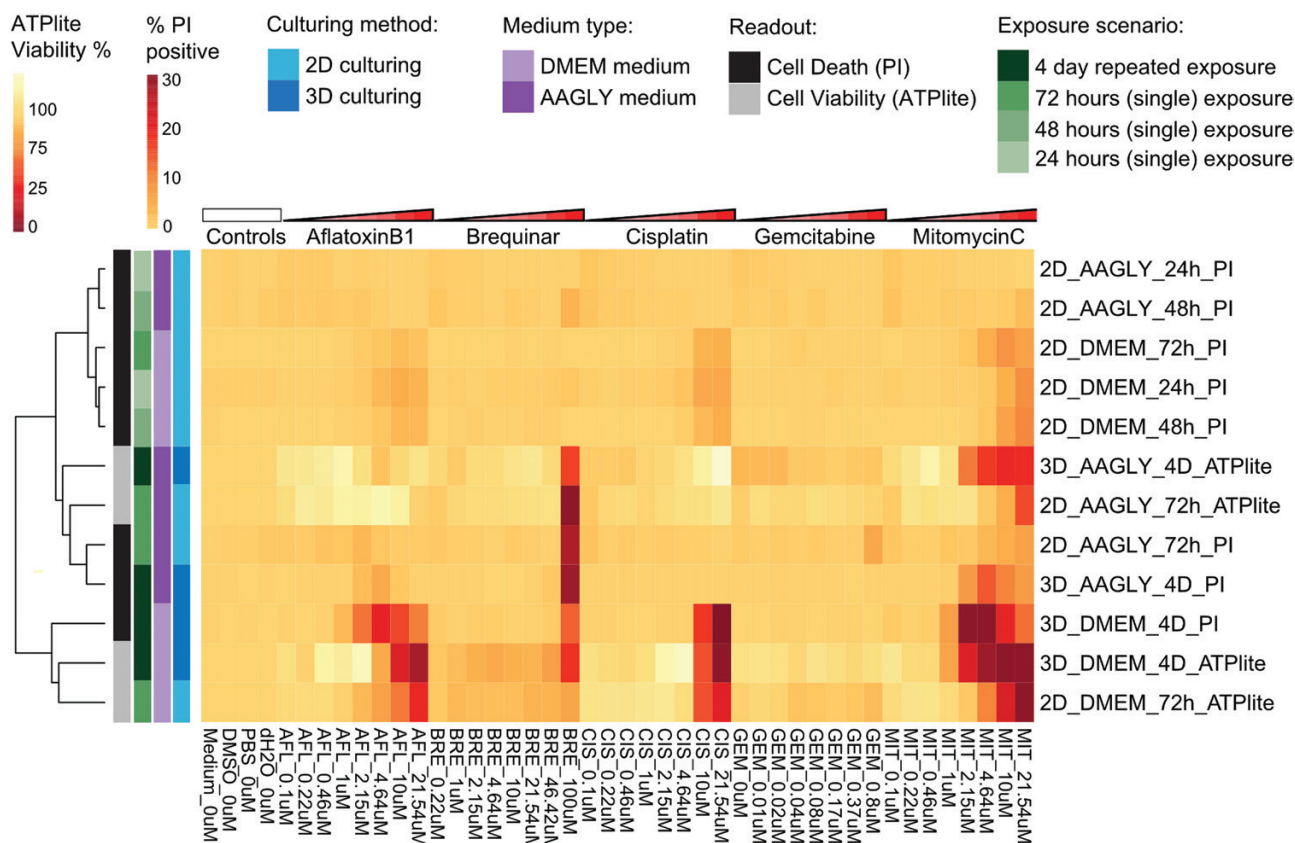 ATPlite
Viability %
100
75
25
0
% PI
positive
30
20
10
0
Culturing method:
2D culturing
3D culturing
Medium type:
DMEM medium
AAGLY medium
Readout:
Cell Death (PI)
Cell Viability (ATPlite)
Exposure scenario:
4 day repeated exposure
72 hours (single) exposure
48 hours (single) exposure
24 hours (single) exposure
Controls AflatoxinB1 Brequinar Cisplatin Gemcitabine MitomycinC
2D_AAGLY_24h_PI
2D_AAGLY_48h_PI
2D_DMEM_72h_PI
2D_DMEM_24h_PI
2D_DMEM_48h_PI
3D_AAGLY_4D_ATPlite
2D_AAGLY_72h_ATPlite
2D_AAGLY_72h_PI
3D_AAGLY_4D_PI
3D_DMEM_4D_PI
3D_DMEM_4D_ATPlite
2D_DMEM_72h_ATPlite
Medium_0uM
DMSO_0uM
PBS_0uM
dH2O_0uM
AFL_0.1uM
AFL_0.22uM
AFL_0.46uM
AFL_1uM
AFL_2.15uM
AFL_4.64uM
AFL_10uM
AFL_21.54uM
BRE_0.22uM
BRE_1uM
BRE_2.15uM
BRE_4.64uM
BRE_10uM
BRE_21.54uM
BRE_46.42uM
BRE_100uM
CIS_0.1uM
CIS_0.22uM
CIS_0.46uM
CIS_1uM
CIS_2.15uM
CIS_4.64uM
CIS_10uM
CIS_21.54uM
GEM_0uM
GEM_0.01uM
GEM_0.02uM
GEM_0.04uM
GEM_0.08uM
GEM_0.17uM
GEM_0.37uM
GEM_0.8uM
MIT_0.1uM
MIT_0.22uM
MIT_0.46uM
MIT_1uM
MIT_2.15uM
MIT_4.64uM
MIT_10uM
MIT_21.54uM